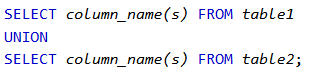 SELECT column_name(s) FROM table1
UNION
SELECT column_name(s) FROM table2;